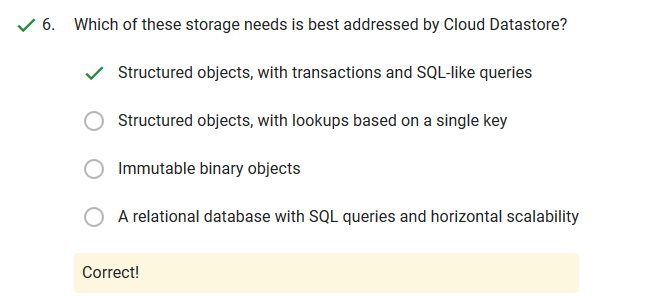 6. Which of these storage needs is best addressed by Cloud Datastore?
Structured objects, with transactions and SQL-like queries
Structured objects, with lookups based on a single key
Immutable binary objects
A relational database with SQL queries and horizontal scalability
Correct!